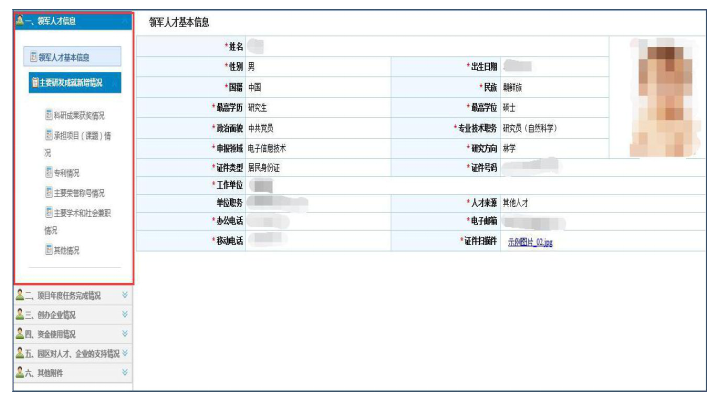 一、领军人才信息
领军人才基本信息
主要研发成就新增情况
科研成果获奖情况
承担项目（课题）情
况
专利情况
主要荣誉称号情况
主要学术和社会兼职
情况
其他情况
二、项目年度任务完成情况
三、创办企业情况
四、资金使用情况
五、园区对人才、企业的支持情况
六、其他附件
领军人才基本信息
*姓名
*性别 男 *出生日期
*国籍 中国 *民族 朝鲜族
*最高学历 研究生 *最高学位 硕士
*政治面貌 中共党员 *专业技术职务 研究员（自然科学）
*申报领域 电子信息技术 *研究方向 林学
*证件类型 居民身份证 *证件号码
*工作单位
单位职务 *人才来源 其他人才
*办公电话 *电子邮箱
*移动电话 *证件扫描件 示例图片_02.jpg